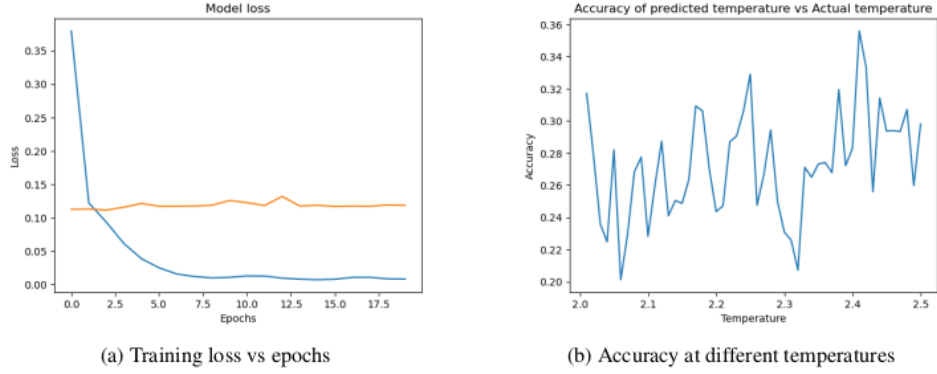 Model loss
0.35
0.30
0.25
0.20
0.15
0.10
0.05
0.00
Loss
0.0 2.5 5.0 7.5 10.0 12.5 15.0 17.5
Epochs
(a) Training loss vs epochs
Accuracy of predicted temperature vs Actual temperature
0.36
0.34
0.32
0.30
0.28
0.26
0.24
0.22
0.20
Accuracy
2.0 2.1 2.2 2.3 2.4 2.5
Temperature
(b) Accuracy at different temperatures